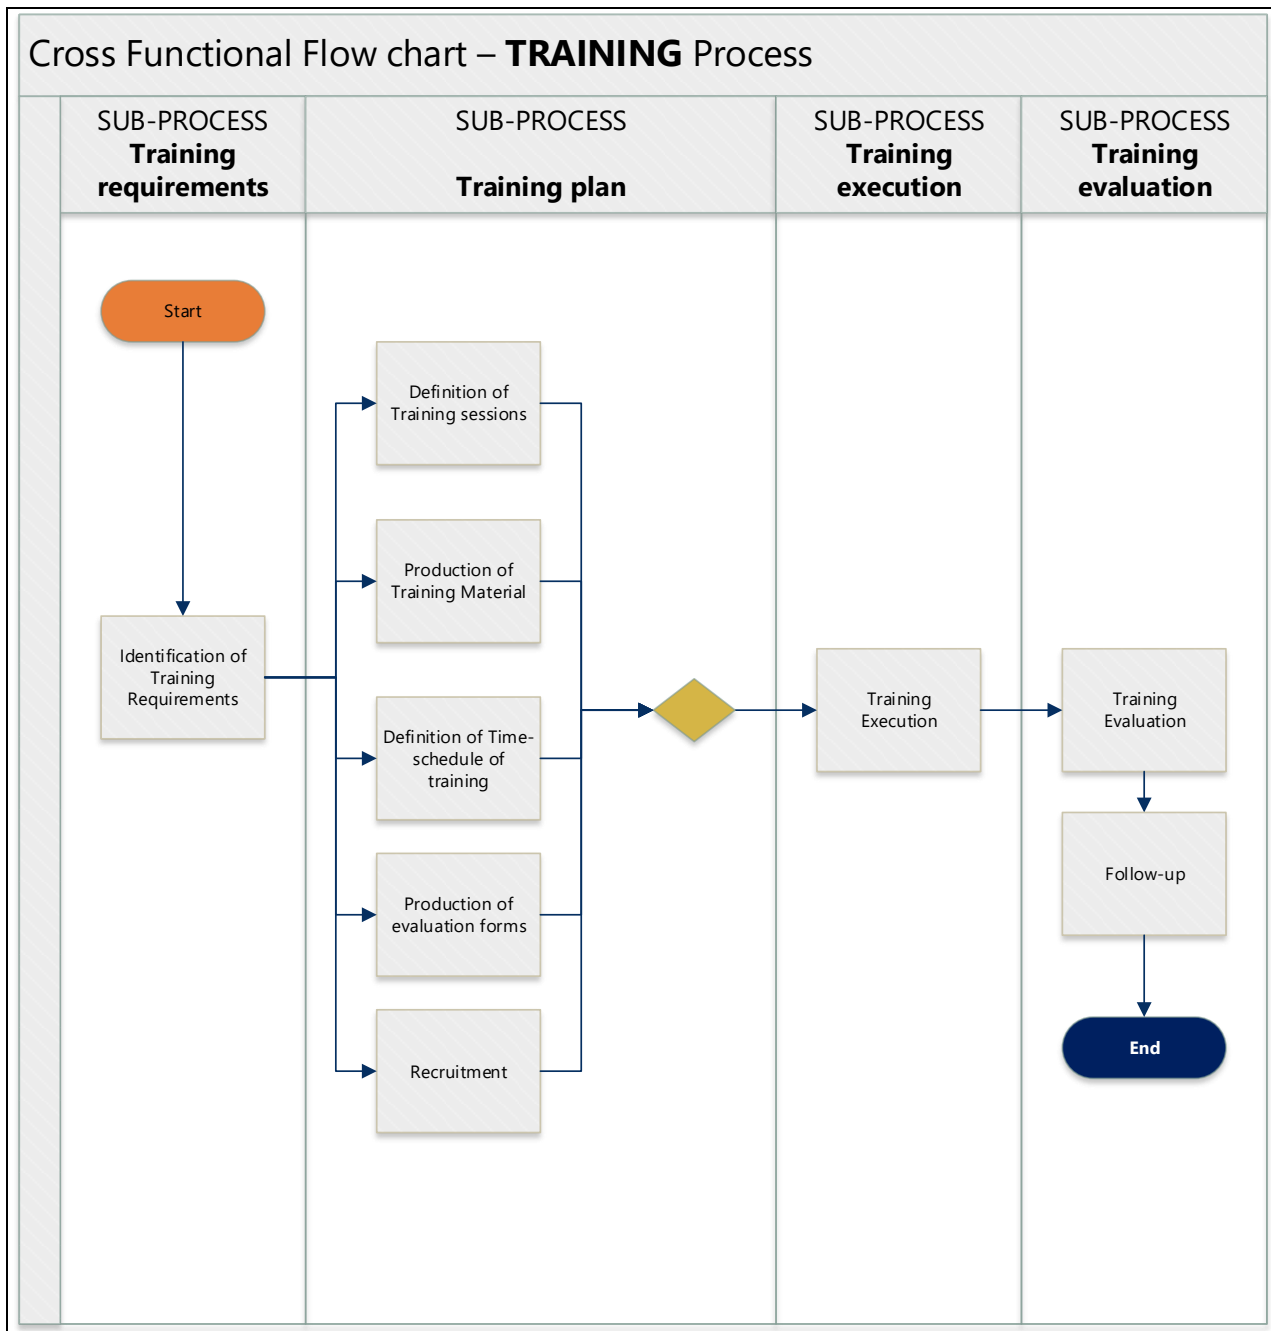 Cross Functional Flow chart – TRAINING Process
SUB-PROCESS
Training
requirements
SUB-PROCESS
Training plan
SUB-PROCESS
Training
execution
SUB-PROCESS
Training
evaluation
Start
Identification of
Training
Requirements
Definition of
Training sessions
Production of
Training Material
Definition of Time-
schedule of
training
Production of
evaluation forms
Recruitment
Training
Execution
Training
Evaluation
Follow-up
End